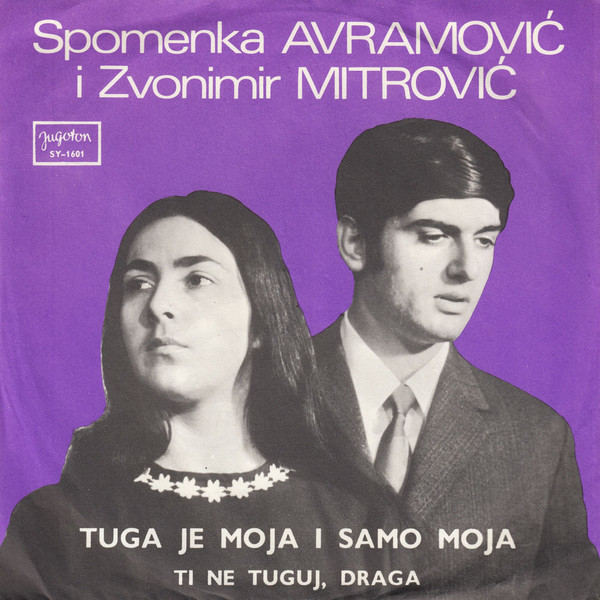 Spomenka AVRAMOVIĆ
i Zvonimir MITROVIĆ
Jugoton
SY-1601
TUGA JE MOJA I SAMO MOJA
TI NE TUGUJ, DRAGA